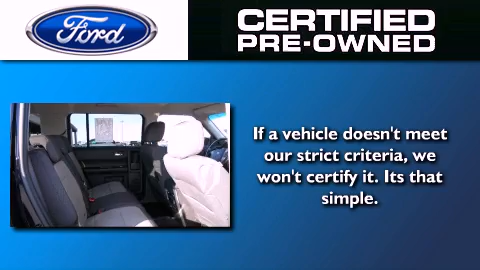 Ford
CERTIFIED
PRE-OWNED
If a vehicle doesn't meet
our strict criteria, we
won't certify it. Its that
simple.